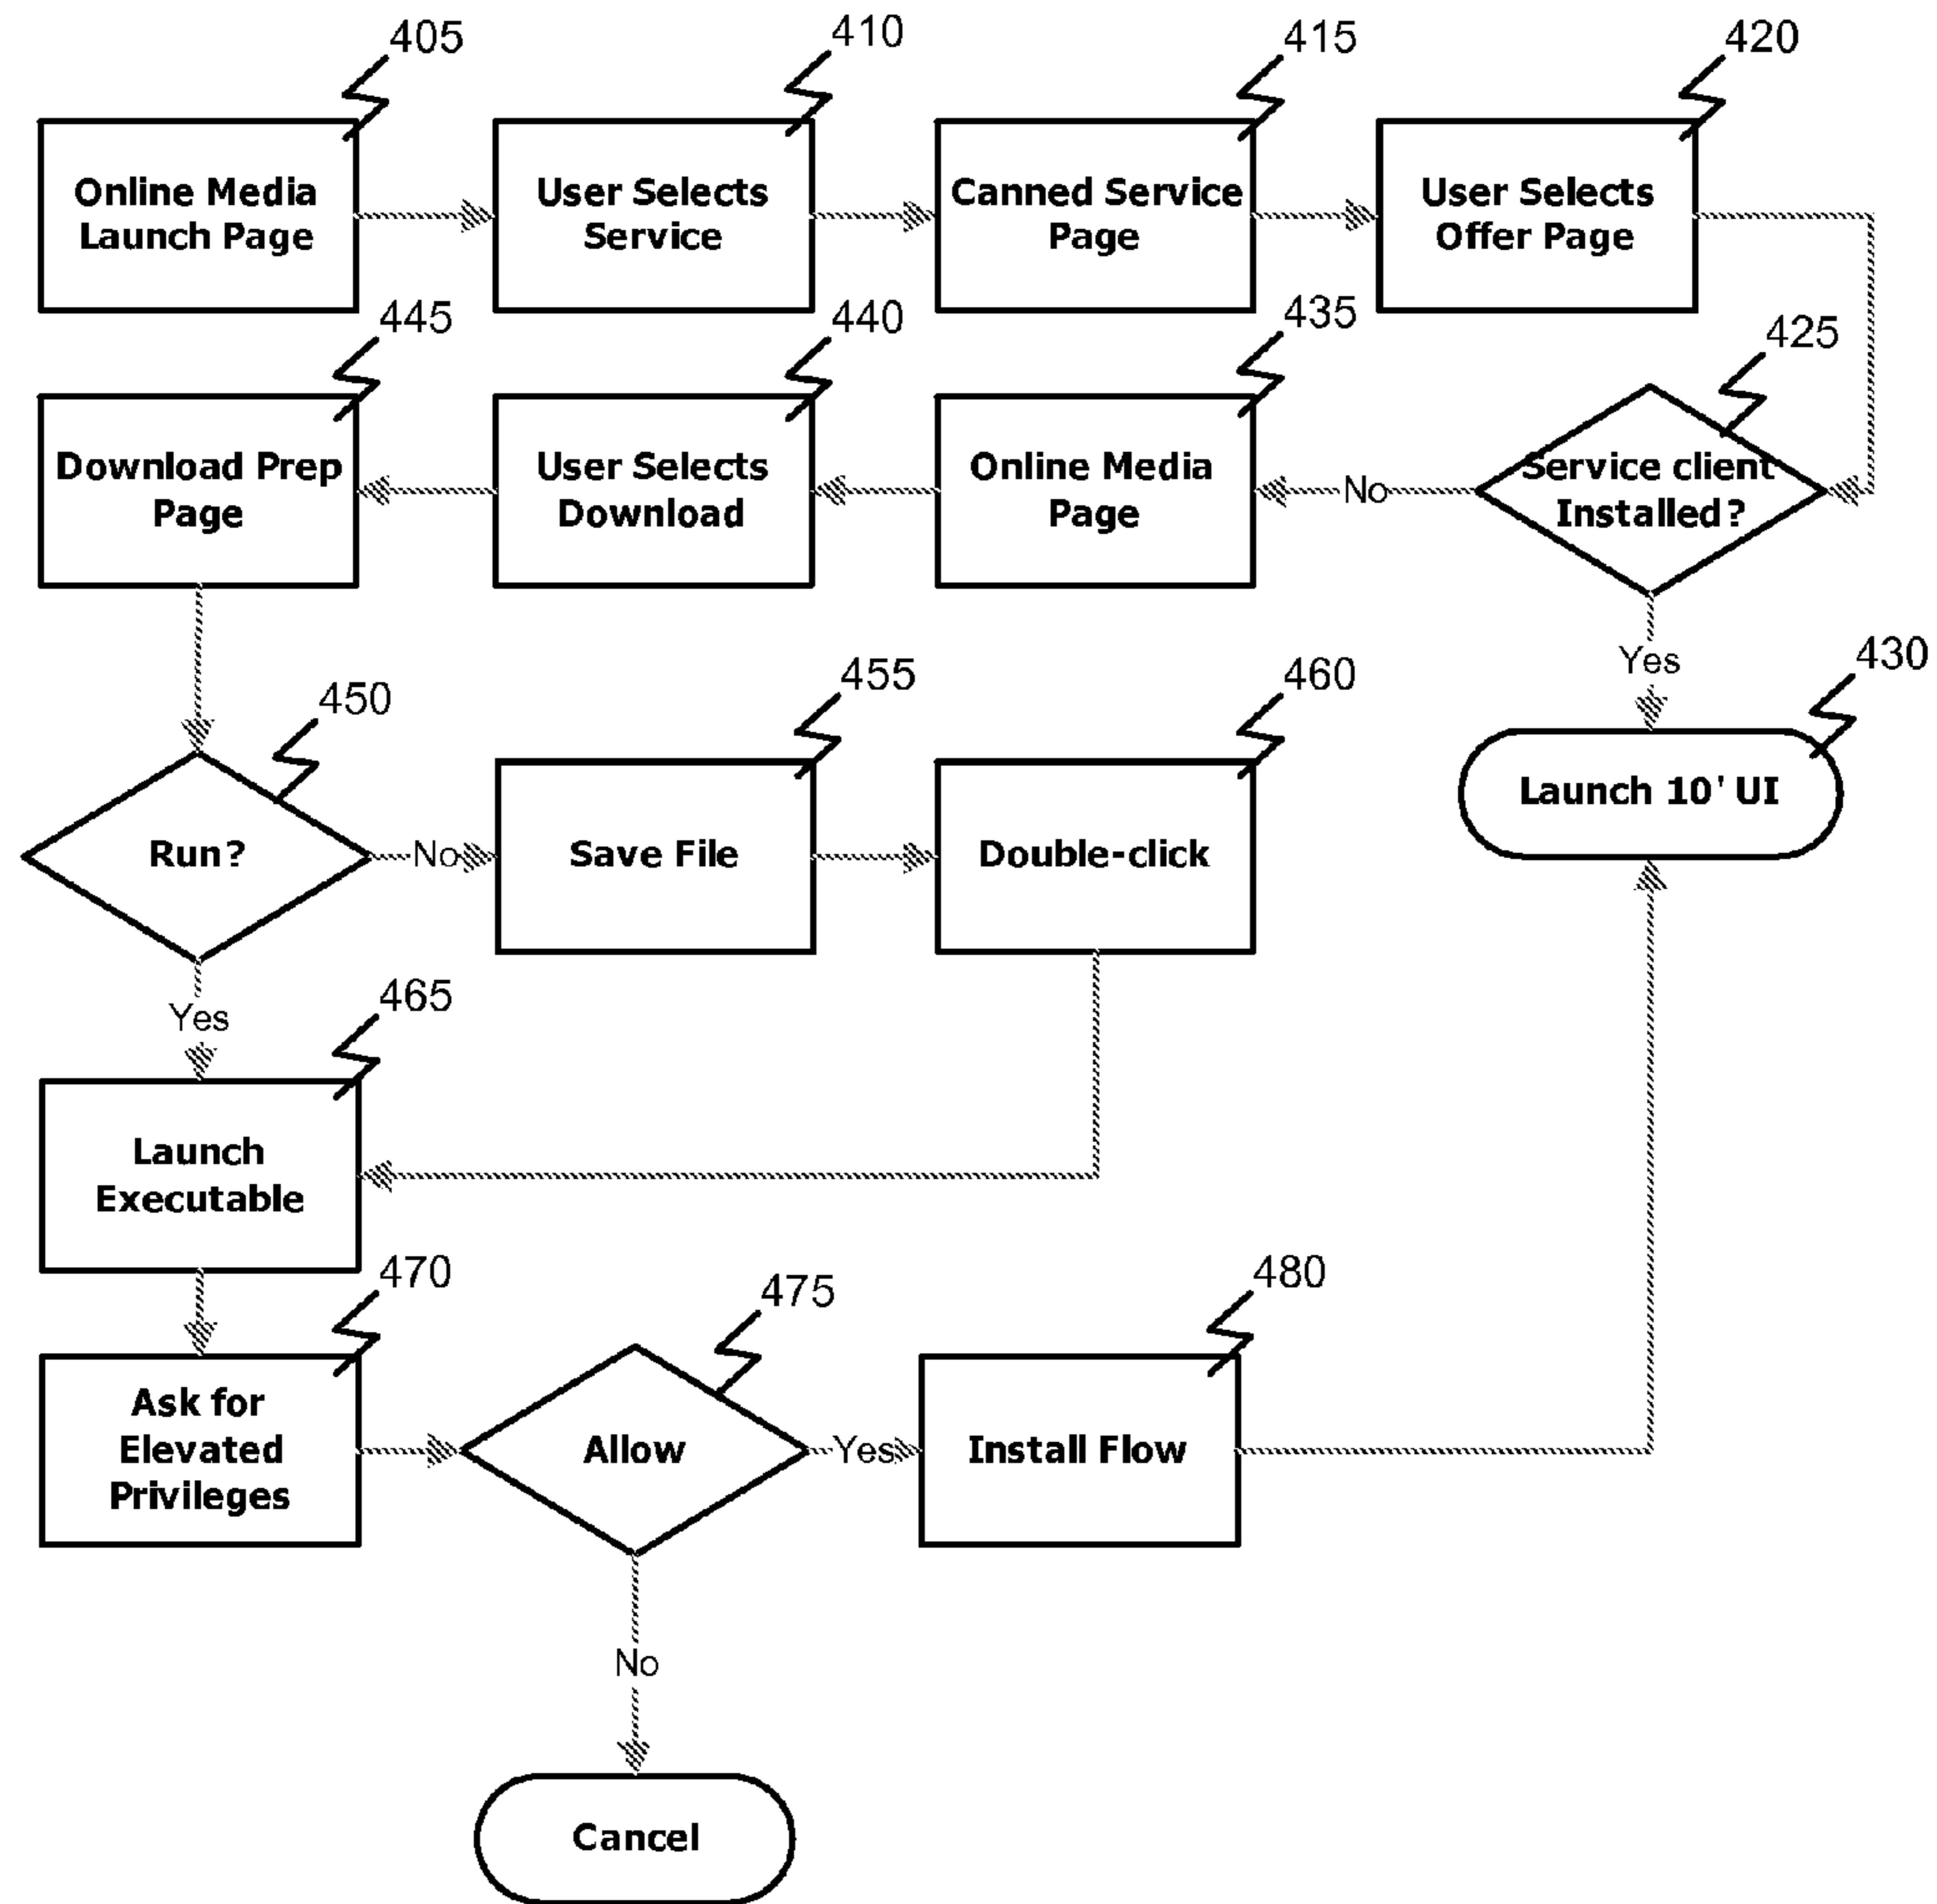 405
410
415
420
Online Media
Launch Page
User Selects
Service
Canned Service
Page
User Selects
Offer Page
445
440
435
425
Download Prep
Page
User Selects
Download
Online Media
Page
No
Service client
Installed?
Yes
430
Launch 10' UI
450
455
460
Run?
No
Save File
Double-click
Yes
465
Launch
Executable
470
475
480
Ask for
Elevated
Privileges
Allow
Yes
Install Flow
No
Cancel